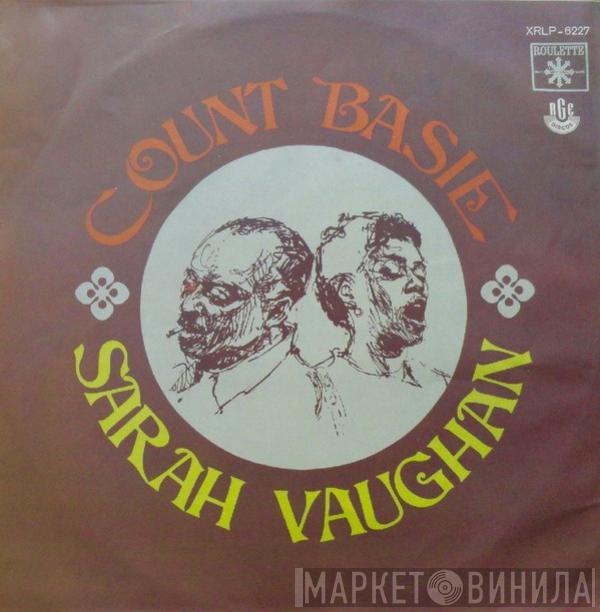 XRLP-6227
ROULETTE
RGE
DISCOS
COUNT BASIE
SARAH VAUGHAN
МАРКЕТ ВИНИЛА